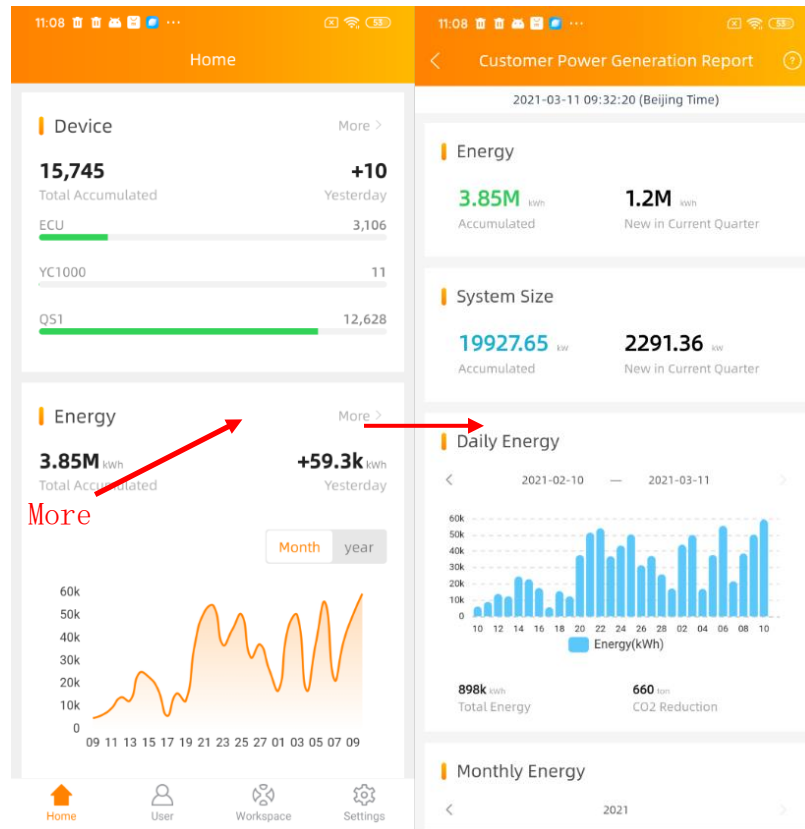 11:08
53
Home
Device
More >
15,745
+10
Total Accumulated
Yesterday
ECU
3,106
YC1000
11
QS1
12,628
Energy
More >
3.85M kWh
+59.3k kWh
Total Accumulated
Yesterday
More
Month
year
60k
50k
40k
30k
20k
10k
0
09 11 13 15 17 19 21 23 25 27 01 03 05 07 09
Home
User
Workspace
Settings
11:08
53
Customer Power Generation Report
?
2021-03-11 09:32:20 (Beijing Time)
Energy
3.85M kWh
1.2M kWh
Accumulated
New in Current Quarter
System Size
19927.65 kW
2291.36 kW
Accumulated
New in Current Quarter
Daily Energy
< 2021-02-10 — 2021-03-11 >
60k
50k
40k
30k
20k
10k
0
10 12 14 16 18 20 22 24 26 28 02 04 06 08 10
Energy(kWh)
898k kWh
660 ton
Total Energy
CO2 Reduction
Monthly Energy
< 2021 >